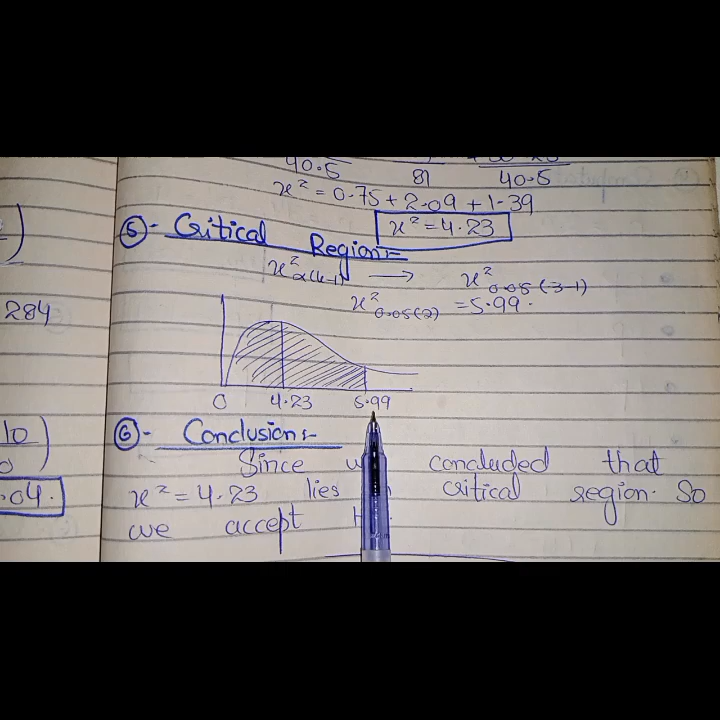 40.5 81 40.5
x² = 0.75 + 2.09 + 1.39
x² = 4.23
⑤- Critical Region:-
x²α(k-1) → x²0.05(3-1)
x²0.05(2) = 5.99.
284
0 4.23 5.99
⑥- Conclusion:-
10
Since concluded that
.04.
x² = 4.23 lies critical region. So
we accept